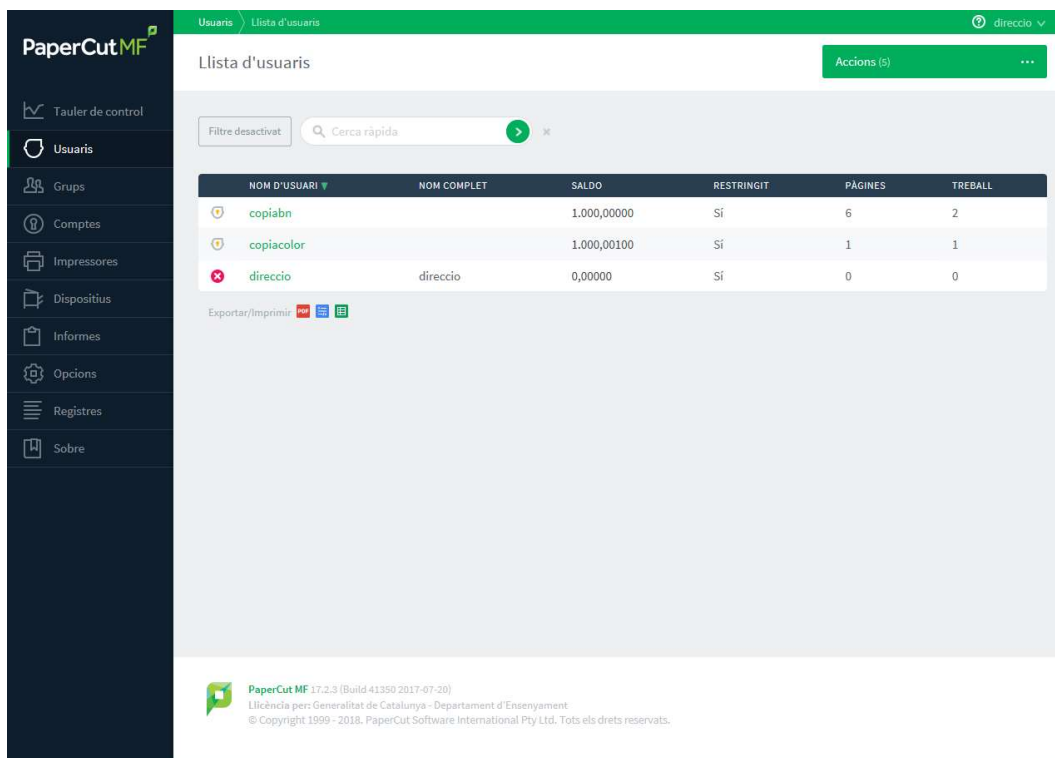 PaperCut MF
Usuaris Llista d'usuaris
direccio
Llista d'usuaris
Accions (5)
Tauler de control
Usuaris
Grups
Comptes
Impressores
Dispositius
Informes
Opcions
Registres
Sobre
Filtre desactivat
Cerca ràpida
NOM D'USUARI NOM COMPLET SALDO RESTRINGIT PÀGINES TREBALL
copiabn 1.000,00000 Sí 6 2
copiacolor 1.000,00100 Sí 1 1
direccio direccio 0,00000 Sí 0 0
Exportar/Imprimir PDF
PaperCut MF 17.2.3 (Build 41350 2017-07-20)
Llicència per: Generalitat de Catalunya - Departament d'Ensenyament
© Copyright 1999 - 2018. PaperCut Software International Pty Ltd. Tots els drets reservats.